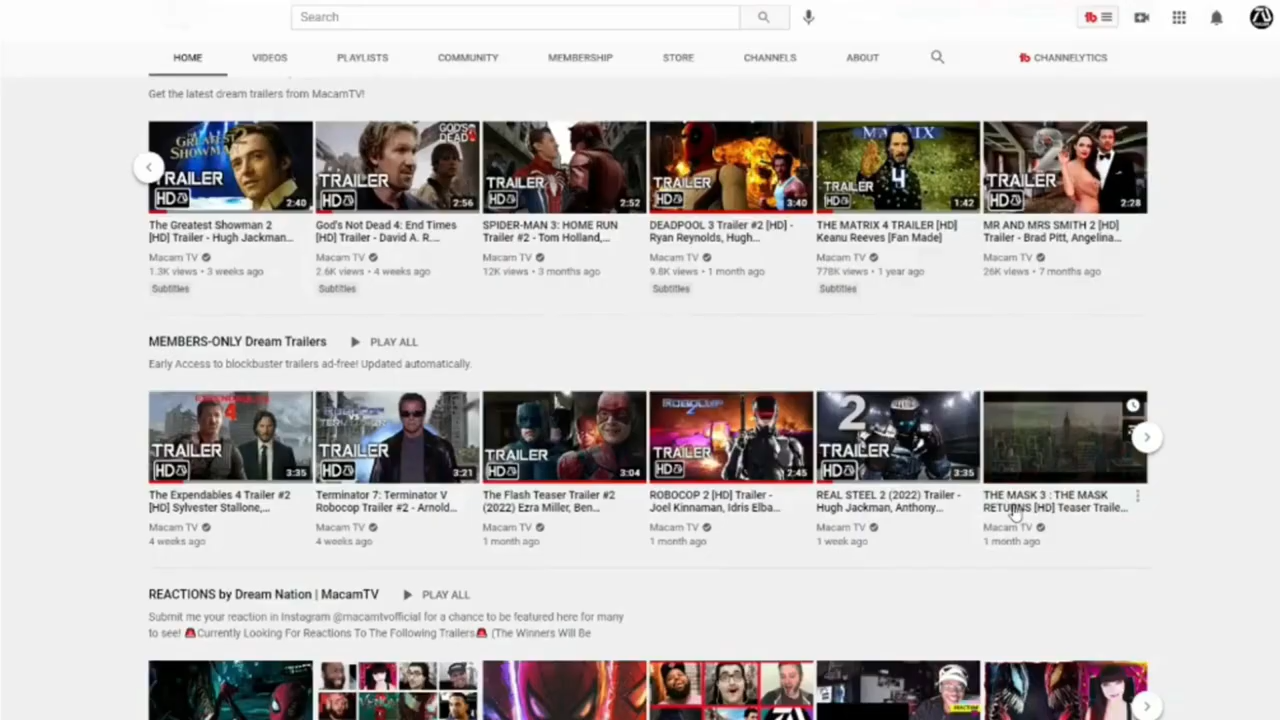 Search
HOME VIDEOS PLAYLISTS COMMUNITY MEMBERSHIP STORE CHANNELS ABOUT CHANNELYTICS
Get the latest dream trailers from MacamTV!
TRAILER HD 2:40
GOD'S NOT DEAD TRAILER HD 2:56
TRAILER HD 2:52
TRAILER HD 3:40
MATRIX 4 TRAILER HD 1:42
2 TRAILER HD 2:28
The Greatest Showman 2
[HD] Trailer - Hugh Jackman...
Macam TV
1.3K views • 3 weeks ago
Subtitles
God's Not Dead 4: End Times
[HD] Trailer - David A. R....
Macam TV
2.6K views • 4 weeks ago
Subtitles
SPIDER-MAN 3: HOME RUN
Trailer #2 - Tom Holland,...
Macam TV
12K views • 3 months ago
DEADPOOL 3 Trailer #2 [HD] -
Ryan Reynolds, Hugh...
Macam TV
9.8K views • 1 month ago
Subtitles
THE MATRIX 4 TRAILER [HD]
Keanu Reeves [Fan Made]
Macam TV
778K views • 1 year ago
Subtitles
MR AND MRS SMITH 2 [HD]
Trailer - Brad Pitt, Angelina...
Macam TV
26K views • 7 months ago
MEMBERS-ONLY Dream Trailers PLAY ALL
Early Access to blockbuster trailers ad-free! Updated automatically.
4 TRAILER HD 3:35
TRAILER HD 3:21
TRAILER HD 3:04
ROBOCOP 2 TRAILER HD 2:45
2 TRAILER HD 3:35
The Expendables 4 Trailer #2
[HD] Sylvester Stallone,...
Macam TV
4 weeks ago
Terminator 7: Terminator V
Robocop Trailer #2 - Arnold...
Macam TV
4 weeks ago
The Flash Teaser Trailer #2
(2022) Ezra Miller, Ben...
Macam TV
1 month ago
ROBOCOP 2 [HD] Trailer -
Joel Kinnaman, Idris Elba...
Macam TV
1 month ago
REAL STEEL 2 (2022) Trailer -
Hugh Jackman, Anthony...
Macam TV
1 week ago
THE MASK 3 : THE MASK
RETURNS [HD] Teaser Traile...
Macam TV
1 month ago
REACTIONS by Dream Nation | MacamTV PLAY ALL
Submit me your reaction in Instagram @macamtvofficial for a chance to be featured here for many
to see! 🚨Currently Looking For Reactions To The Following Trailers🚨 (The Winners Will Be